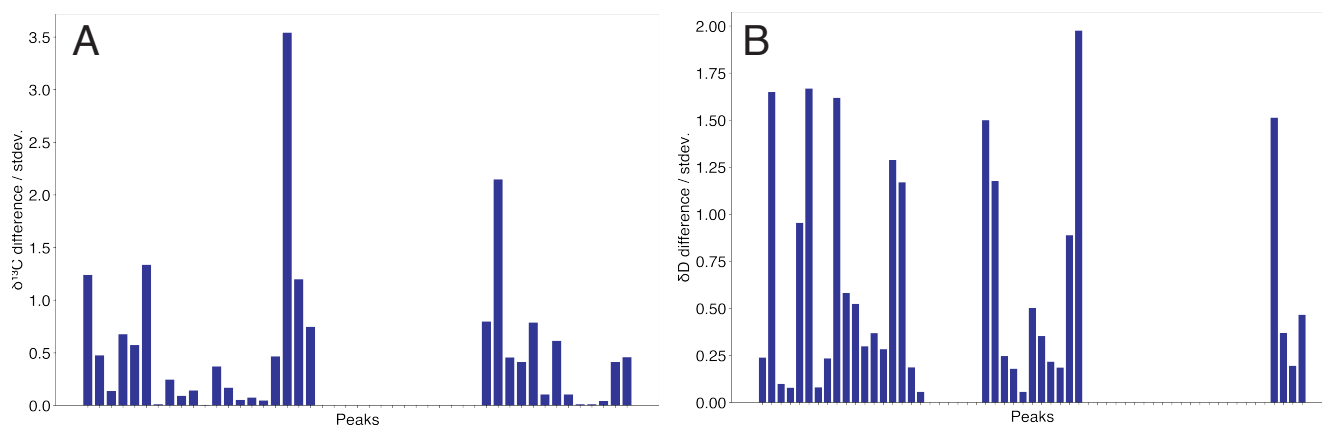 A
δ¹³C difference / stdev.
3.5
3.0
2.5
2.0
1.5
1.0
0.5
0.0
Peaks
B
δD difference / stdev.
2.00
1.75
1.50
1.25
1.00
0.75
0.50
0.25
0.00
Peaks